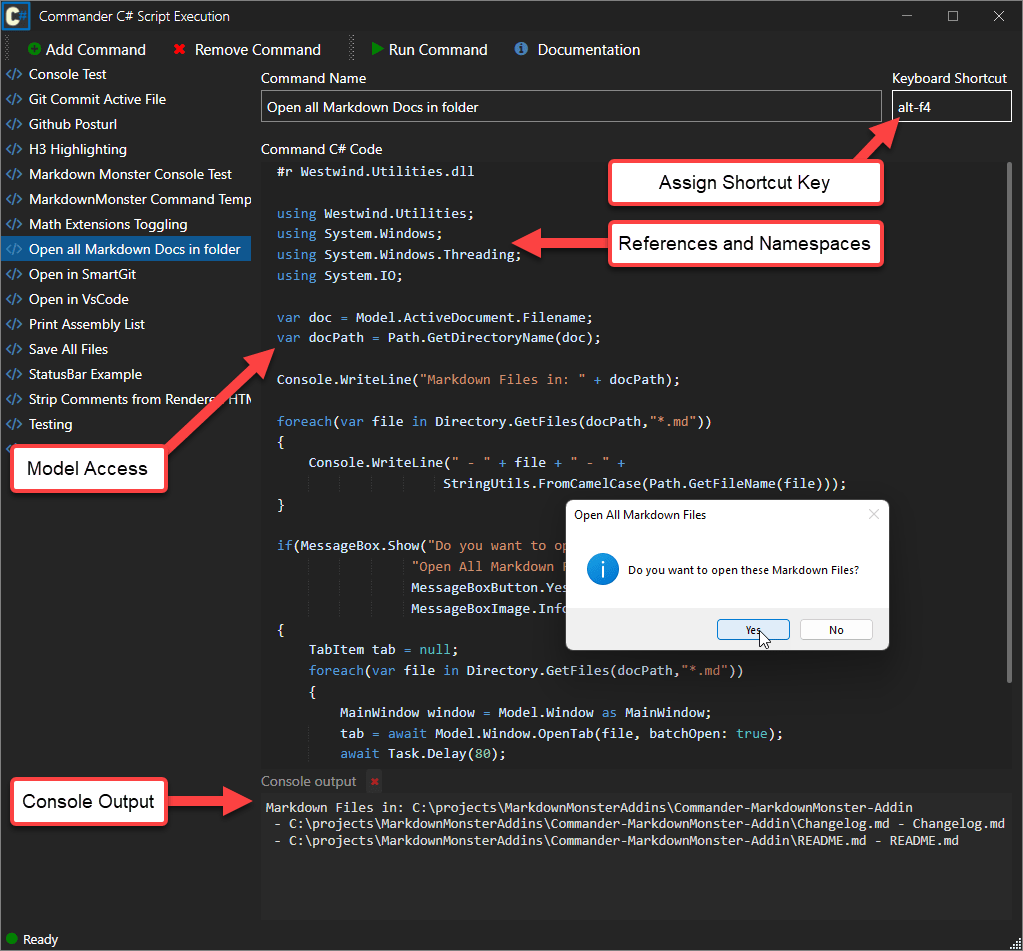 C#
Commander C# Script Execution
Add Command
Remove Command
Run Command
Documentation
Console Test
Git Commit Active File
Github Posturl
H3 Highlighting
Markdown Monster Console Test
MarkdownMonster Command Temp
Math Extensions Toggling
Open all Markdown Docs in folder
Open in SmartGit
Open in VsCode
Print Assembly List
Save All Files
StatusBar Example
Strip Comments from Rendere HTM
Testing
Model Access
Console Output
Command Name
Open all Markdown Docs in folder
Keyboard Shortcut
alt-f4
Assign Shortcut Key
References and Namespaces
Command C# Code
#r Westwind.Utilities.dll
using Westwind.Utilities;
using System.Windows;
using System.Windows.Threading;
using System.IO;
var doc = Model.ActiveDocument.Filename;
var docPath = Path.GetDirectoryName(doc);
Console.WriteLine("Markdown Files in: " + docPath);
foreach(var file in Directory.GetFiles(docPath,"*.md"))
{
Console.WriteLine(" - " + file + " - " +
StringUtils.FromCamelCase(Path.GetFileName(file)));
}
if(MessageBox.Show("Do you want to op
"Open All Markdown F
MessageBoxButton.Yes
MessageBoxImage.Info
{
TabItem tab = null;
foreach(var file in Directory.GetFiles(docPath,"*.md"))
{
MainWindow window = Model.Window as MainWindow;
tab = await Model.Window.OpenTab(file, batchOpen: true);
await Task.Delay(80);
Open All Markdown Files
Do you want to open these Markdown Files?
Yes
No
Console output
Markdown Files in: C:\projects\MarkdownMonsterAddins\Commander-MarkdownMonster-Addin
- C:\projects\MarkdownMonsterAddins\Commander-MarkdownMonster-Addin\Changelog.md - Changelog.md
- C:\projects\MarkdownMonsterAddins\Commander-MarkdownMonster-Addin\README.md - README.md
Ready